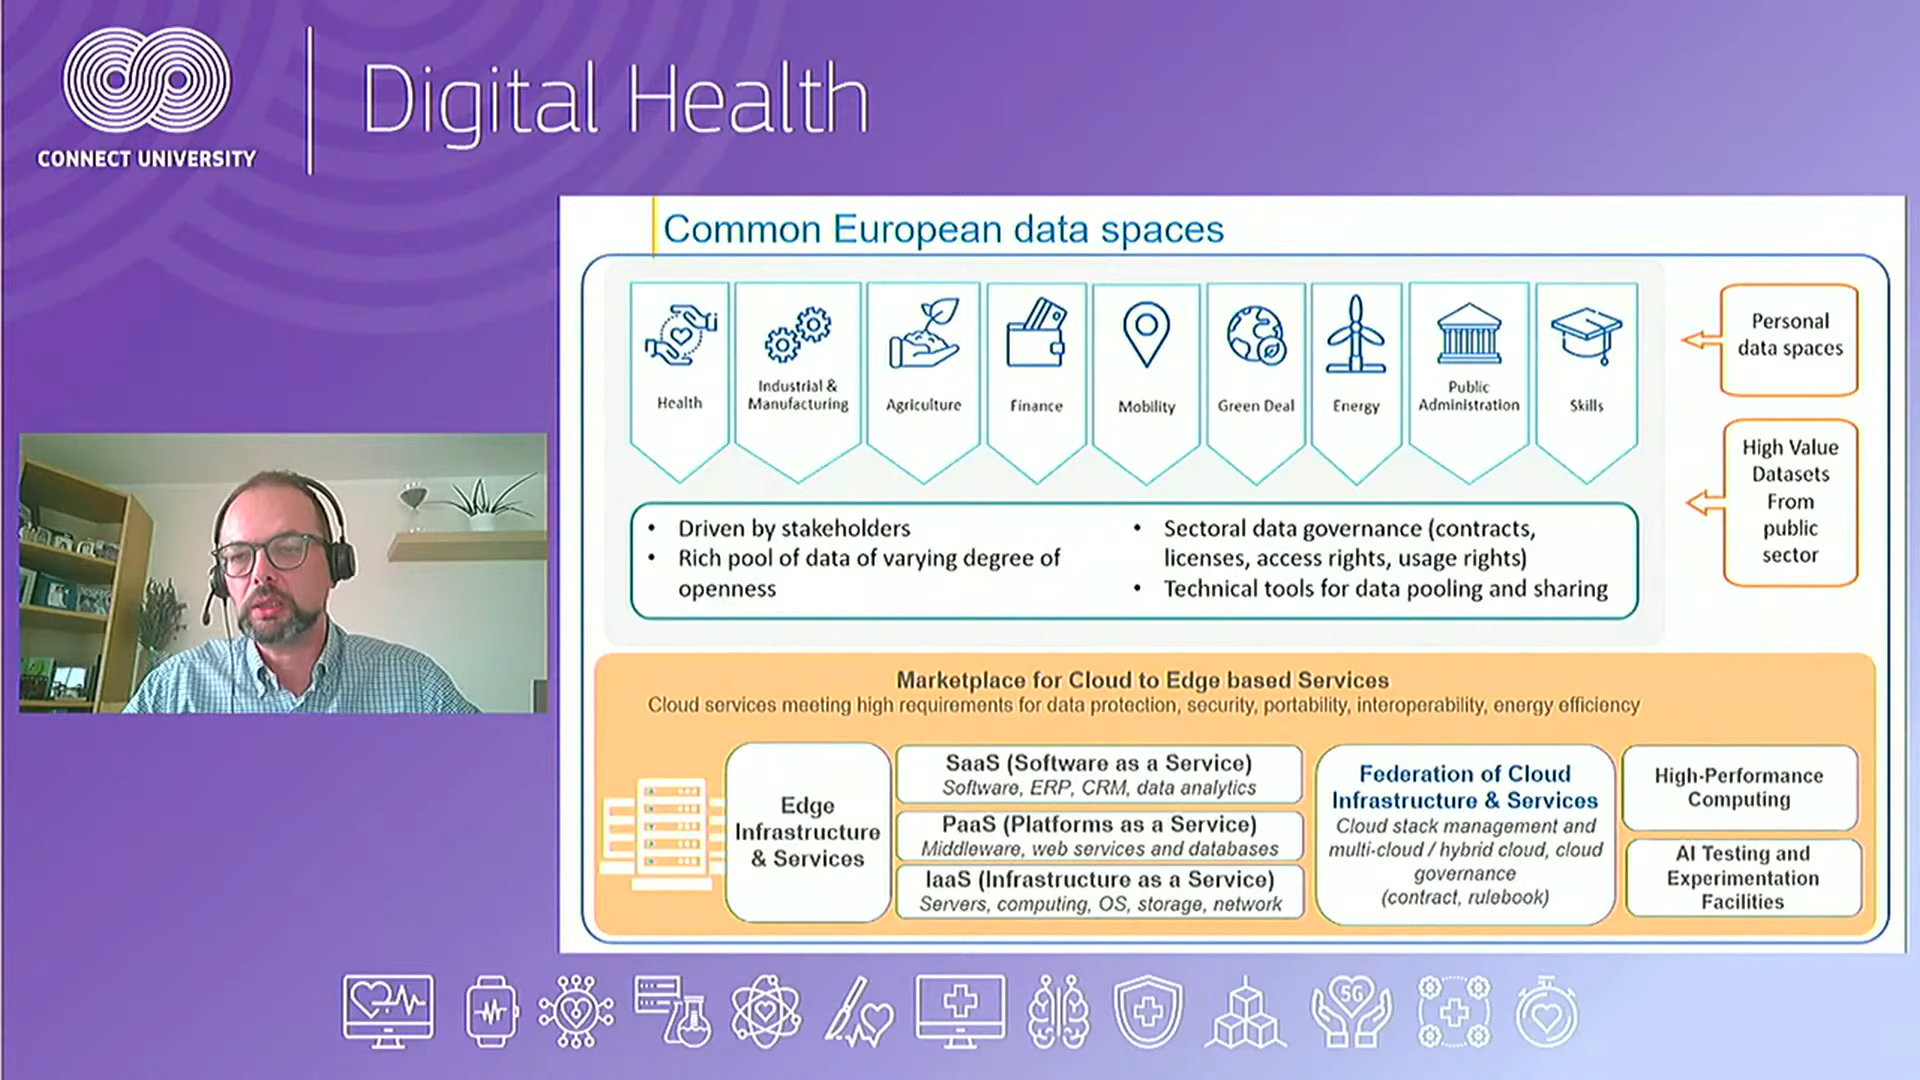 CONNECT UNIVERSITY
Digital Health
Common European data spaces
Health
Industrial &
Manufacturing
Agriculture
Finance
Mobility
Green Deal
Energy
Public
Administration
Skills
Personal
data spaces
High Value
Datasets
From
public
sector
• Driven by stakeholders
• Rich pool of data of varying degree of
openness
• Sectoral data governance (contracts,
licenses, access rights, usage rights)
• Technical tools for data pooling and sharing
Marketplace for Cloud to Edge based Services
Cloud services meeting high requirements for data protection, security, portability, interoperability, energy efficiency
Edge
Infrastructure
& Services
SaaS (Software as a Service)
Software, ERP, CRM, data analytics
PaaS (Platforms as a Service)
Middleware, web services and databases
IaaS (Infrastructure as a Service)
Servers, computing, OS, storage, network
Federation of Cloud
Infrastructure & Services
Cloud stack management and
multi-cloud / hybrid cloud, cloud
governance
(contract, rulebook)
High-Performance
Computing
AI Testing and
Experimentation
Facilities
5G